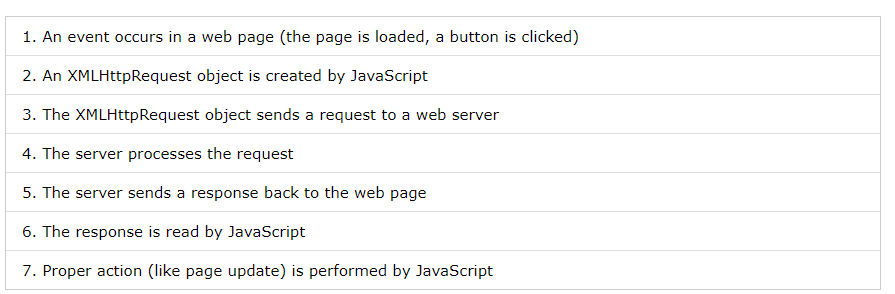 1. An event occurs in a web page (the page is loaded, a button is clicked)
2. An XMLHttpRequest object is created by JavaScript
3. The XMLHttpRequest object sends a request to a web server
4. The server processes the request
5. The server sends a response back to the web page
6. The response is read by JavaScript
7. Proper action (like page update) is performed by JavaScript